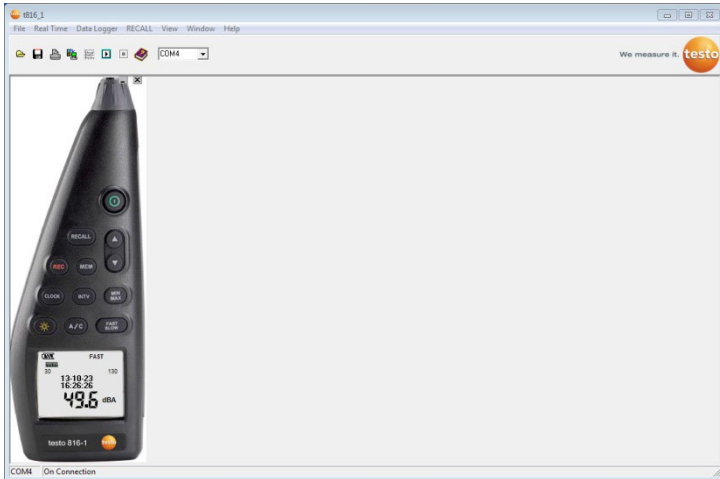 t816_1
File Real Time Data Logger RECALL View Window Help
COM4
We measure it. testo
RECALL
REC MEM
CLOCK INTV MIN MAX
A/C FAST SLOW
FAST
30 130
13-10-23
16:26:26
49.6 dBA
testo 816-1
COM4 On Connection